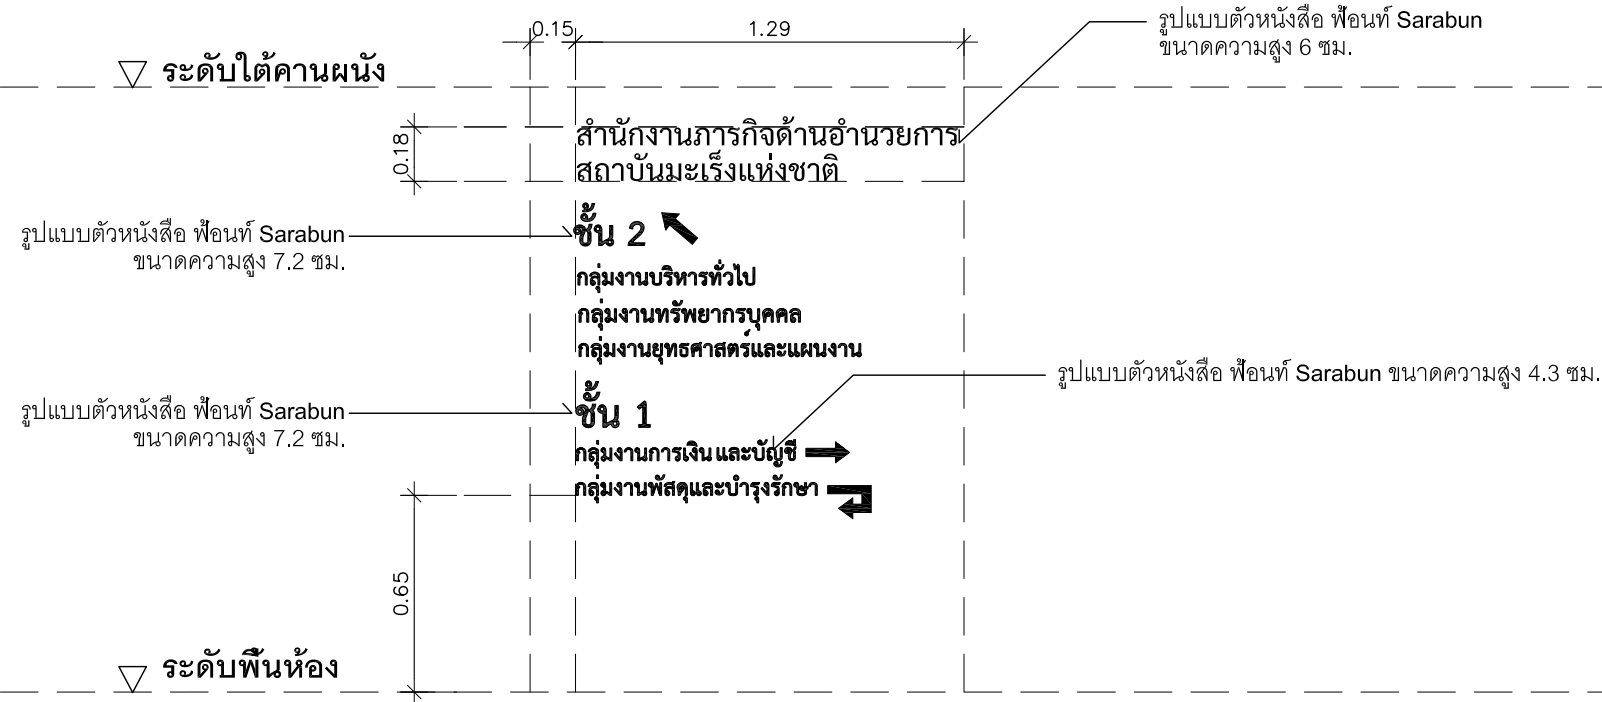 0.15
1.29
รูปแบบตัวหนังสือ ฟ้อนท์ Sarabun
ขนาดความสูง 6 ซม.
ระดับใต้คานผนัง
0.18
สำนักงานภารกิจด้านอำนวยการ
สถาบันมะเร็งแห่งชาติ
รูปแบบตัวหนังสือ ฟ้อนท์ Sarabun
ขนาดความสูง 7.2 ซม.
ชั้น 2
กลุ่มงานบริหารทั่วไป
กลุ่มงานทรัพยากรบุคคล
กลุ่มงานยุทธศาสตร์และแผนงาน
รูปแบบตัวหนังสือ ฟ้อนท์ Sarabun ขนาดความสูง 4.3 ซม.
รูปแบบตัวหนังสือ ฟ้อนท์ Sarabun
ขนาดความสูง 7.2 ซม.
ชั้น 1
กลุ่มงานการเงิน และบัญชี
กลุ่มงานพัสดุและบำรุงรักษา
0.65
ระดับพื้นห้อง